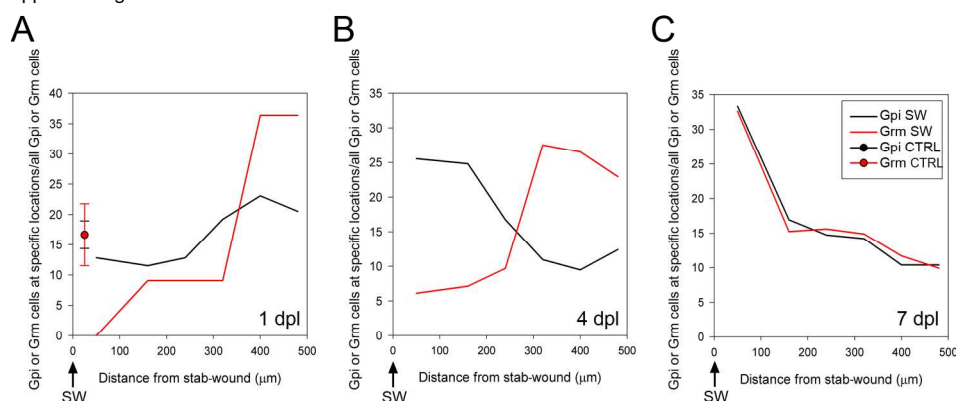 A
B
C
Gpi or Grm cells at specific locations/all Gpi or Grm cells
40
35
30
25
20
15
10
5
0
0 100 200 300 400 500
1 dpl
Distance from stab-wound (μm)
SW
Gpi or Grm cells at specific locations/all Gpi or Grm cells
35
30
25
20
15
10
5
0
0 100 200 300 400 500
4 dpl
Distance from stab-wound (μm)
SW
Gpi or Grm cells at specific locations/all Gpi or Grm cells
35
30
25
20
15
10
5
0
0 100 200 300 400 500
Gpi SW
Grm SW
Gpi CTRL
Grm CTRL
7 dpl
Distance from stab-wound (μm)
SW